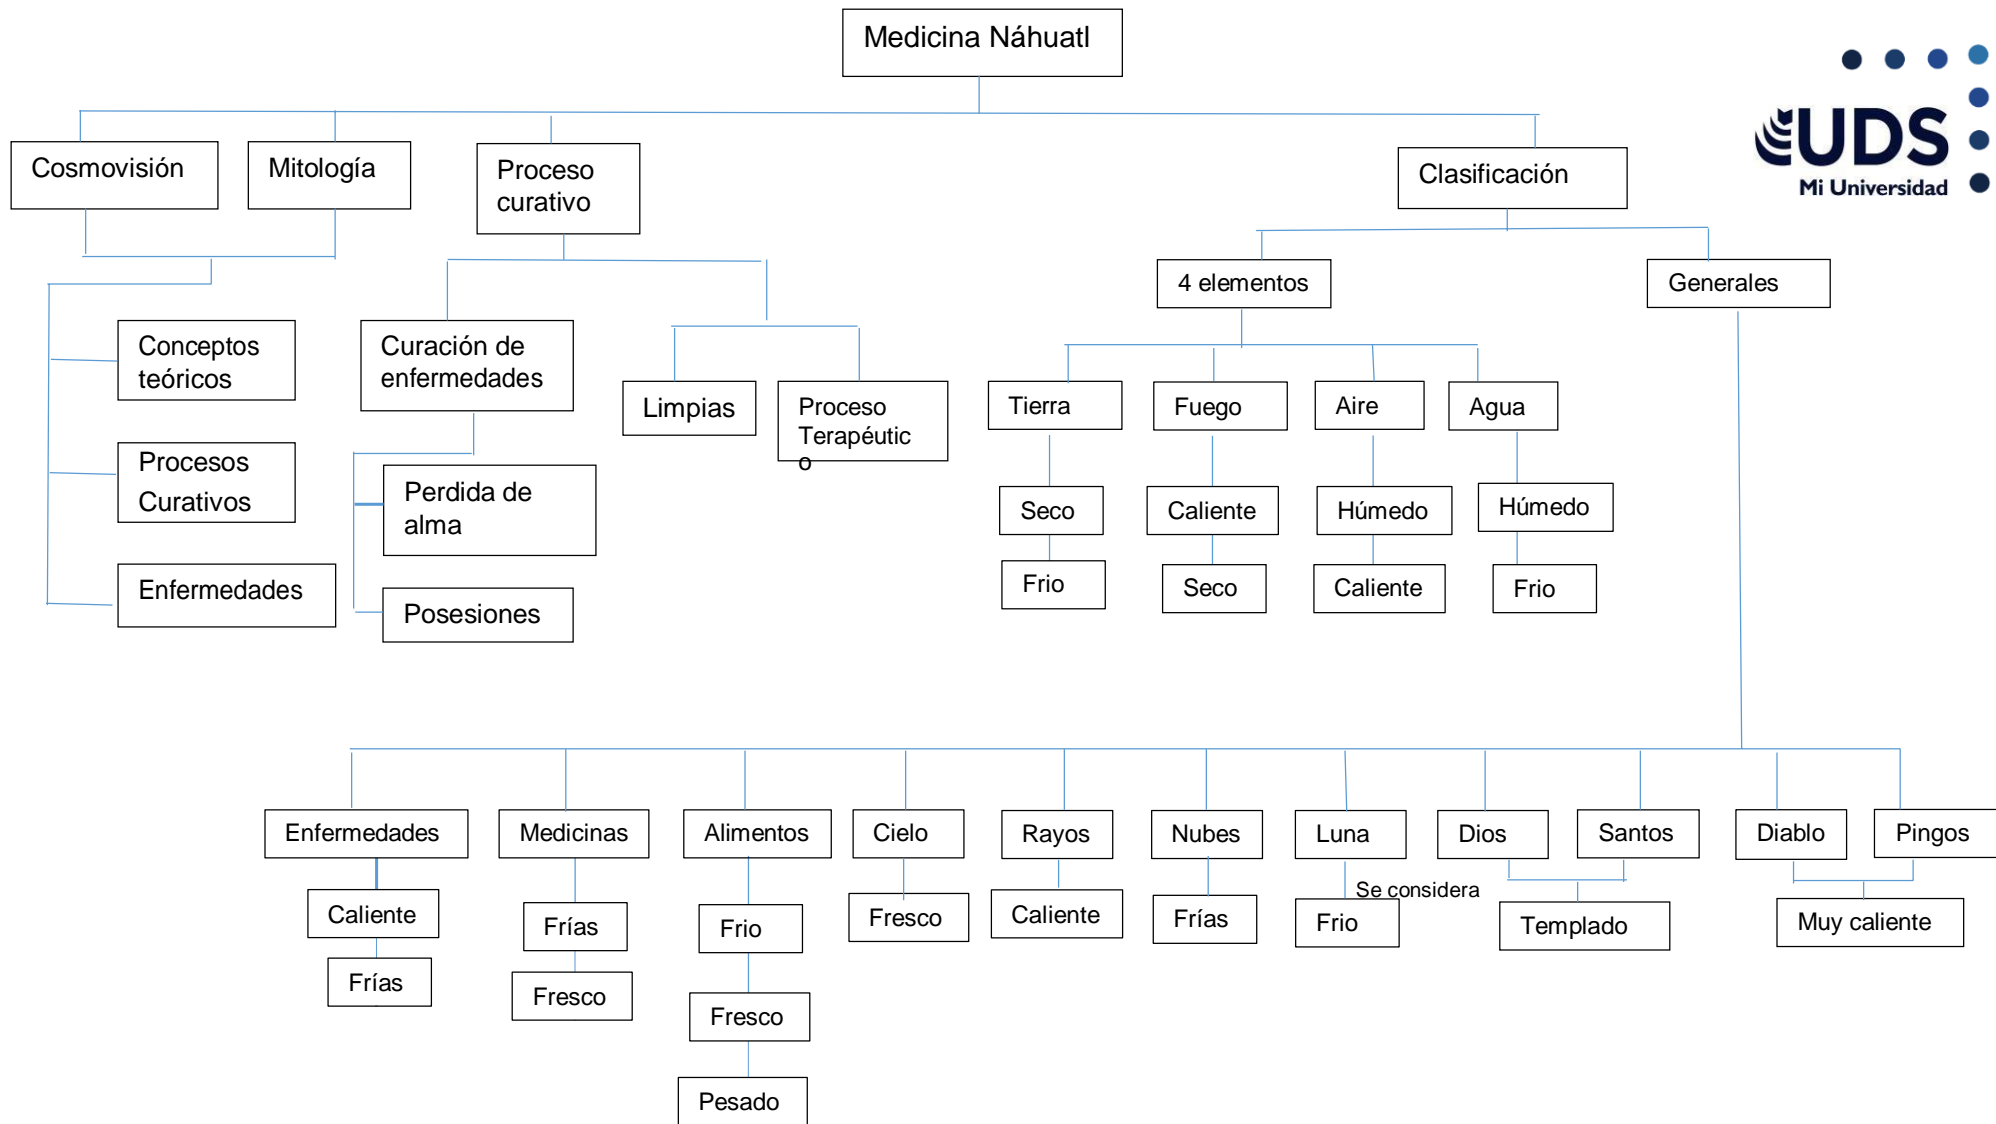 Medicina Náhuatl
UDS
Mi Universidad
Cosmovisión
Mitología
Proceso
curativo
Clasificación
4 elementos
Generales
Conceptos
teóricos
Curación de
enfermedades
Limpias
Proceso
Terapéutic
o
Tierra
Fuego
Aire
Agua
Procesos
Curativos
Perdida de
alma
Seco
Caliente
Húmedo
Húmedo
Enfermedades
Posesiones
Frio
Seco
Caliente
Frio
Enfermedades
Medicinas
Alimentos
Cielo
Rayos
Nubes
Luna
Dios
Santos
Diablo
Pingos
Se considera
Caliente
Frías
Frio
Fresco
Caliente
Frías
Frio
Templado
Muy caliente
Frías
Fresco
Fresco
Pesado